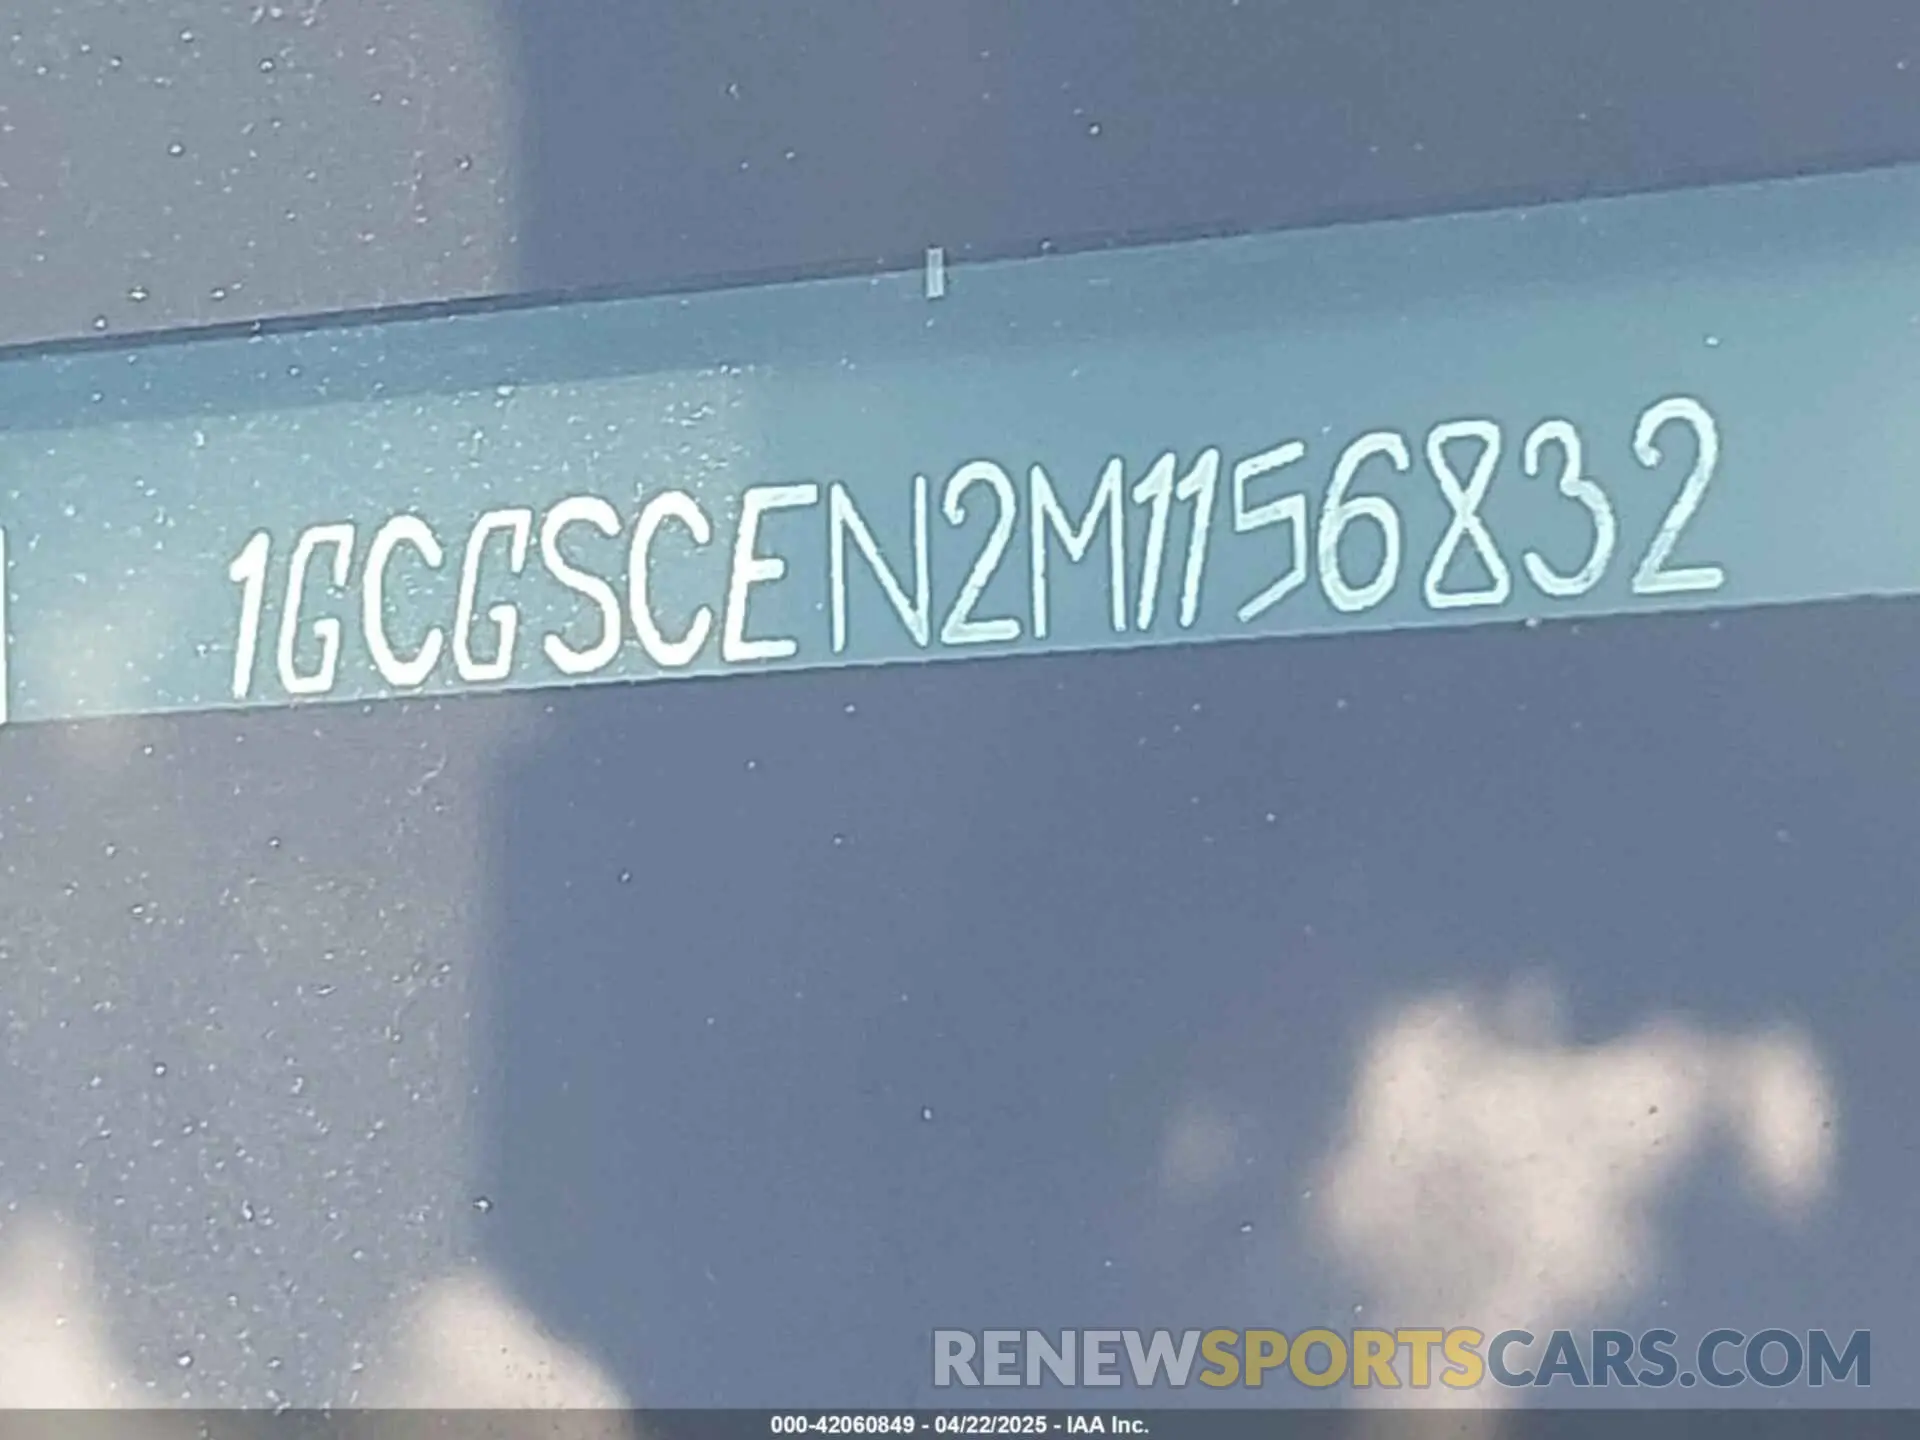 1GCGSCEN2M1156832
RENEWSPORTSCARS.COM
000-42060849 - 04/22/2025 - IAA Inc.